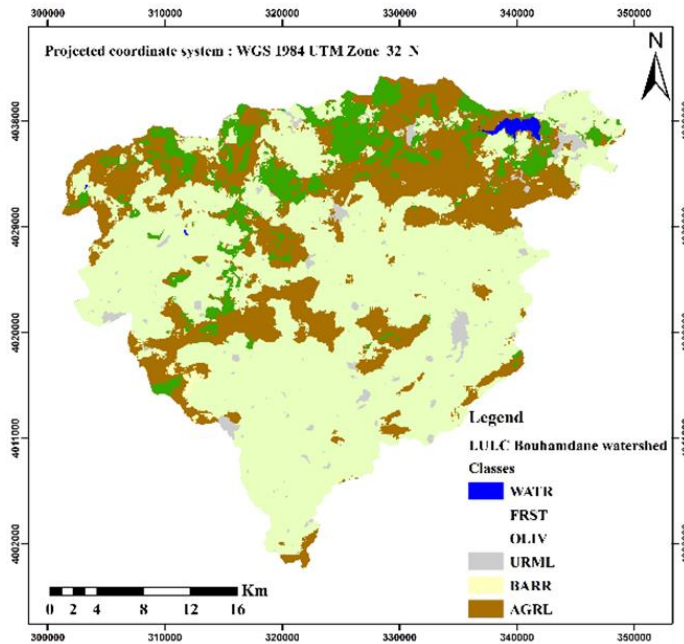 300000 310000 320000 330000 340000 350000
Projected coordinate system : WGS 1984 UTM Zone 32 N
N
4038000
4029000
4020000
4011000
4002000
Legend
LULC Bouhamdane watershed
Classes
WATR
FRST
OLIV
URML
BARR
AGRL
Km
0 2 4 8 12 16
300000 310000 320000 330000 340000 350000